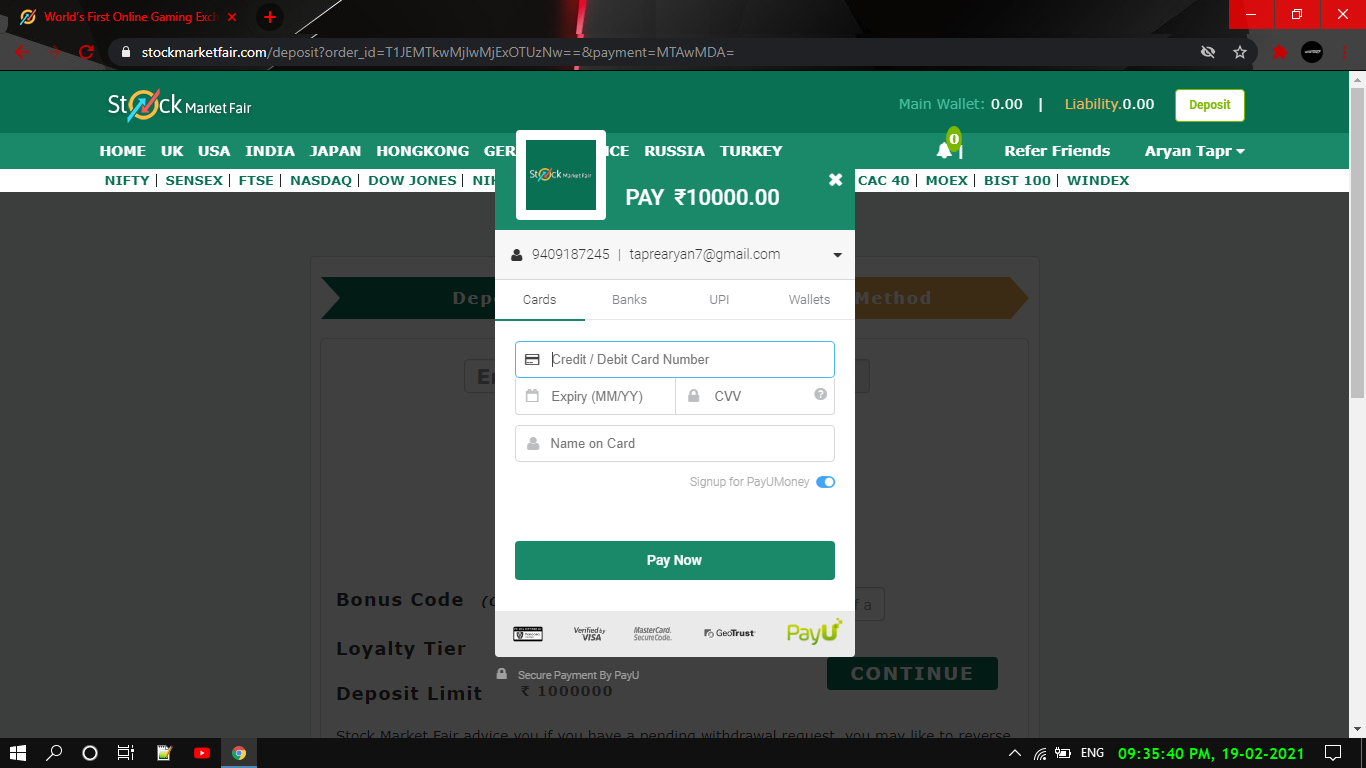 World's First Online Gaming Exch
stockmarketfair.com/deposit?order_id=T1JEMTkwMjIwMjExOTUzNw==&payment=MTAwMDA=
Stock Market Fair
Main Wallet: 0.00 | Liability.0.00 Deposit
0
HOME UK USA INDIA JAPAN HONGKONG GER CE RUSSIA TURKEY | Refer Friends Aryan Tapr
NIFTY | SENSEX | FTSE | NASDAQ | DOW JONES | NIK CAC 40 | MOEX | BIST 100 | WINDEX
Stock Market Fair
PAY ₹10000.00
9409187245 | taprearyan7@gmail.com
Cards Banks UPI Wallets
Depo Method
Credit / Debit Card Number
En
Expiry (MM/YY) CVV ?
Name on Card
Signup for PayUMoney
Pay Now
Bonus Code f a
Verified by VISA MasterCard. SecureCode. GeoTrust PayU
Loyalty Tier
Secure Payment By PayU CONTINUE
Deposit Limit ₹ 1000000
Stock Market Fair advice you if you have a pending withdrawal request, you may like to reverse
ENG 09:35:40 PM, 19-02-2021